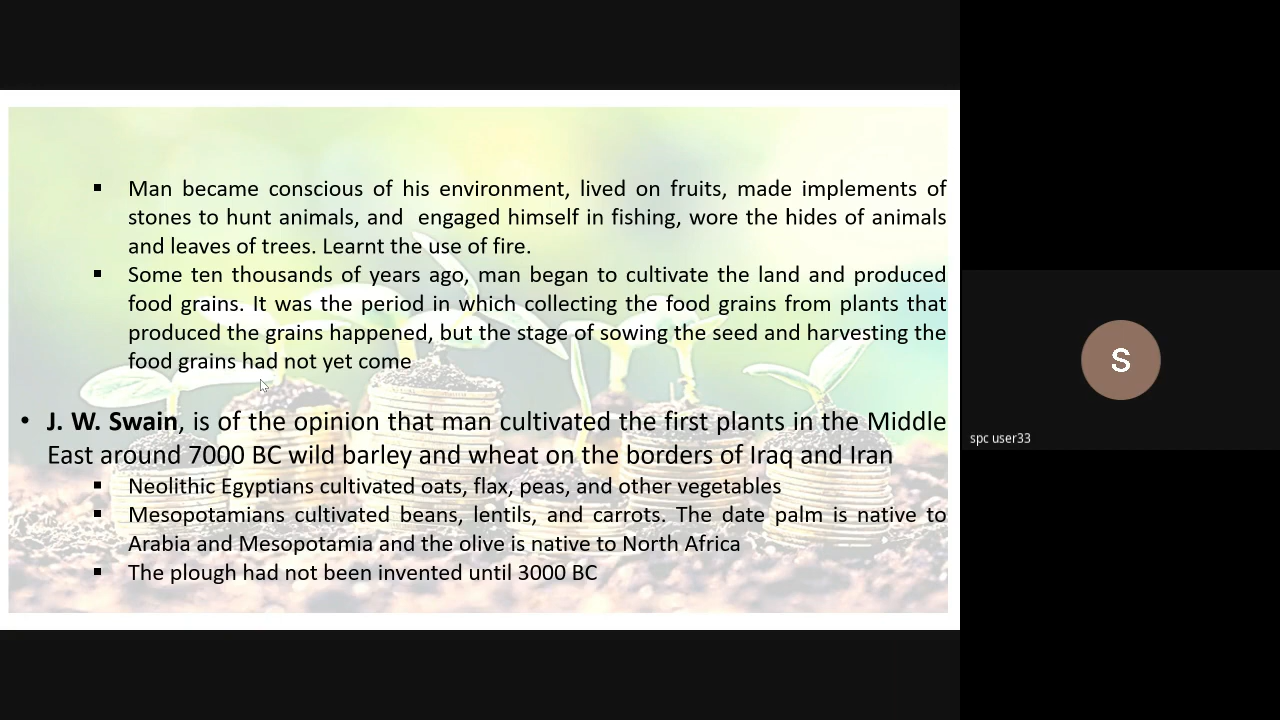 ▪ Man became conscious of his environment, lived on fruits, made implements of
stones to hunt animals, and engaged himself in fishing, wore the hides of animals
and leaves of trees. Learnt the use of fire.
▪ Some ten thousands of years ago, man began to cultivate the land and produced
food grains. It was the period in which collecting the food grains from plants that
produced the grains happened, but the stage of sowing the seed and harvesting the
food grains had not yet come
• J. W. Swain, is of the opinion that man cultivated the first plants in the Middle
East around 7000 BC wild barley and wheat on the borders of Iraq and Iran
▪ Neolithic Egyptians cultivated oats, flax, peas, and other vegetables
▪ Mesopotamians cultivated beans, lentils, and carrots. The date palm is native to
Arabia and Mesopotamia and the olive is native to North Africa
▪ The plough had not been invented until 3000 BC
S
spc user33